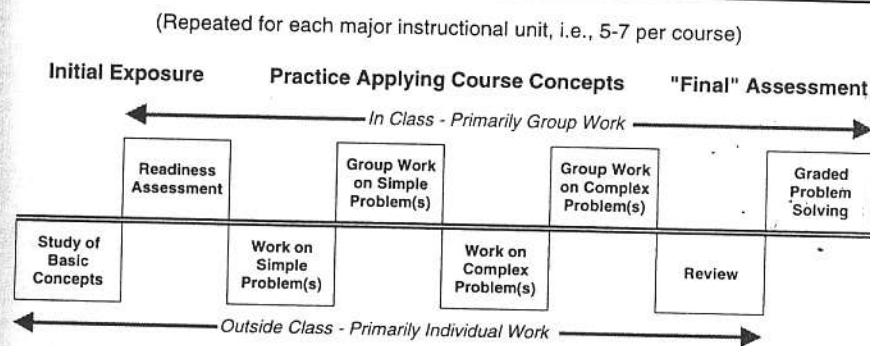 (Repeated for each major instructional unit, i.e., 5-7 per course)
Initial Exposure
Practice Applying Course Concepts
"Final" Assessment
In Class - Primarily Group Work
Readiness
Assessment
Group Work
on Simple
Problem(s)
Group Work
on Complex
Problem(s)
Graded
Problem
Solving
Study of
Basic
Concepts
Work on
Simple
Problem(s)
Work on
Complex
Problem(s)
Review
Outside Class - Primarily Individual Work